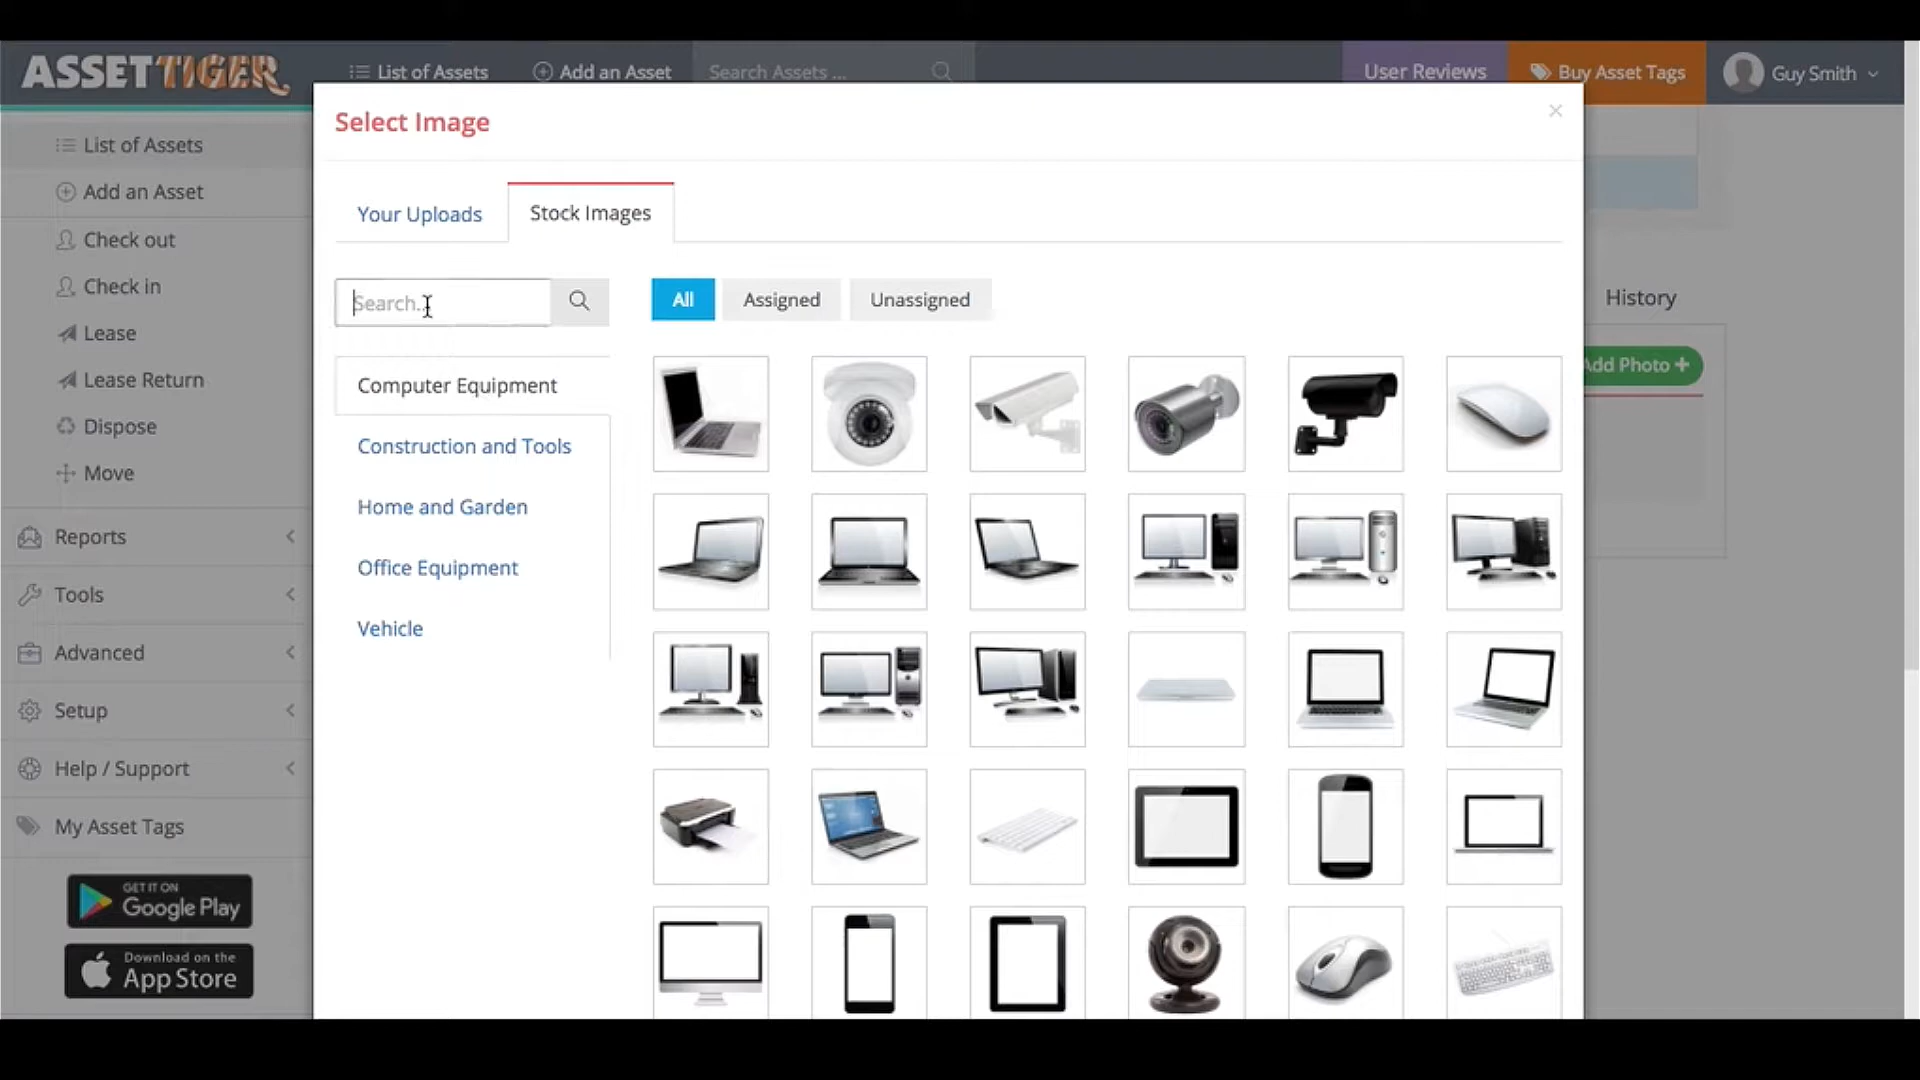 ASSETTIGER
List of Assets
Add an Asset
Search Assets ...
User Reviews
Buy Asset Tags
Guy Smith
List of Assets
Add an Asset
Check out
Check in
Lease
Lease Return
Dispose
Move
Reports
Tools
Advanced
Setup
Help / Support
My Asset Tags
GET IT ON
Google Play
Download on the
App Store
Select Image
×
Your Uploads
Stock Images
Search...
All
Assigned
Unassigned
Computer Equipment
Construction and Tools
Home and Garden
Office Equipment
Vehicle
History
Add Photo +